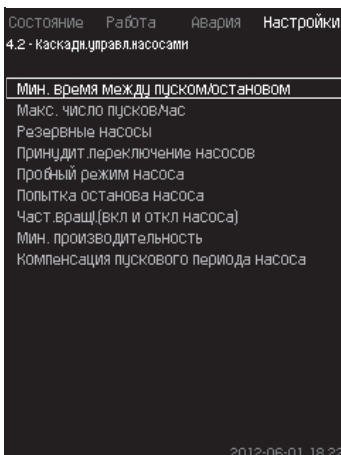 Состояние Работа Авария Настройки
4.2 - Каскадн.управл.насосами
Мин. время между пуском/остановом
Макс. число пусков/час
Резервные насосы
Принудит.переключение насосов
Пробный режим насоса
Попытка останова насоса
Част.вращ.(вкл и откл насоса)
Мин. производительность
Компенсация пускового периода насоса
2012-06-01 18:22